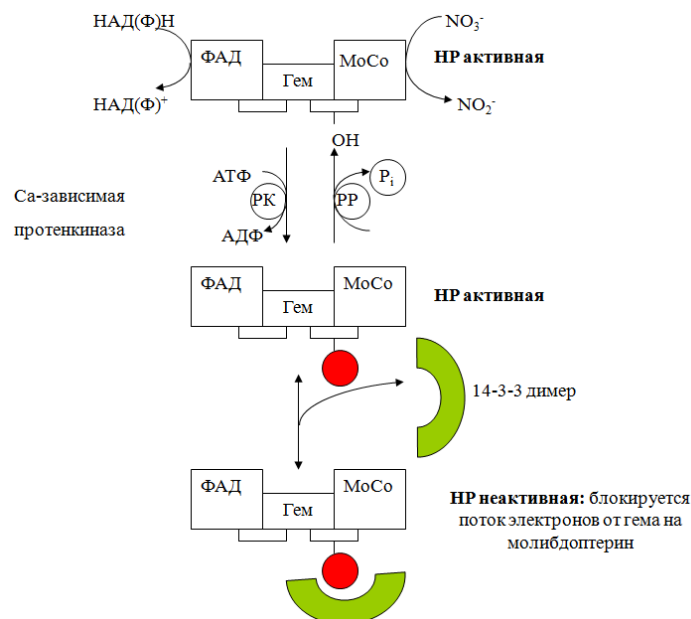 НАД(Ф)Н
NO3-
ФАД
MoCo
НР активная
Гем
НАД(Ф)+
NO2-
OH
АТФ
Pi
Са-зависимая
РК
РР
протенкиназа
АДФ
ФАД
MoCo
НР активная
Гем
14-3-3 димер
ФАД
MoCo
НР неактивная: блокируется
Гем
поток электронов от гема на
молибдоптерин